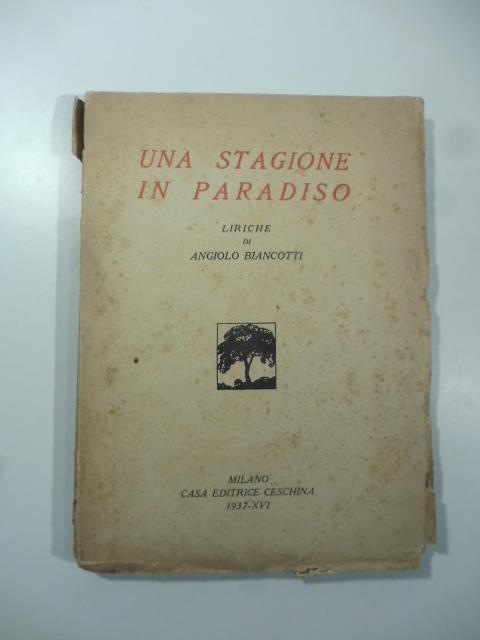 UNA STAGIONE
IN PARADISO
LIRICHE
DI
ANGIOLO BIANCOTTI
MILANO
CASA EDITRICE CESCHINA
1937-XVI